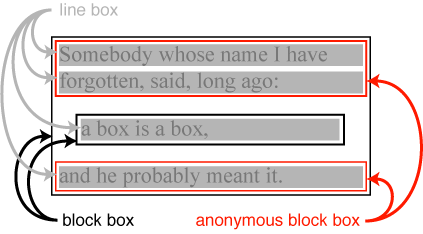 line box
Somebody whose name I have
forgotten, said, long ago:
a box is a box,
and he probably meant it.
block box
anonymous block box